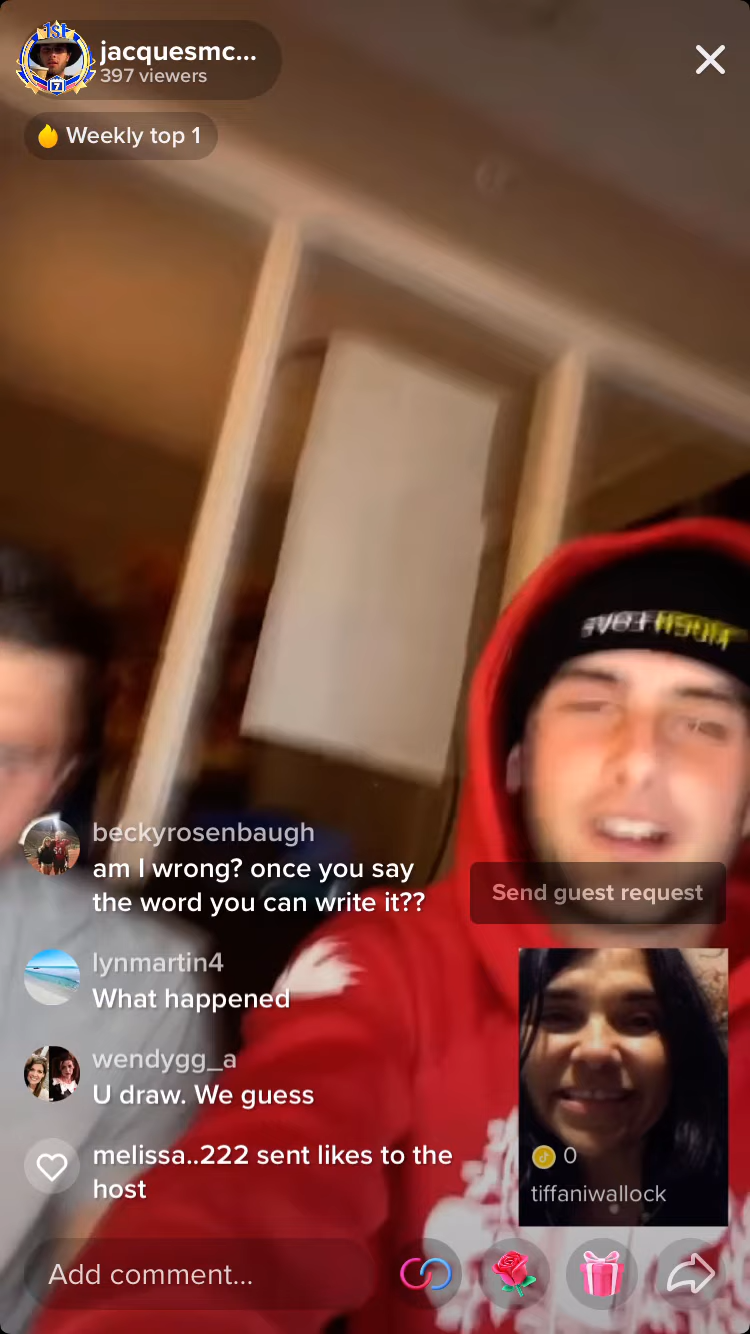 1st
jacquesmc...
397 viewers
7
Weekly top 1
beckyrosenbaugh
am I wrong? once you say
the word you can write it??
Send guest request
lynmartin4
What happened
wendygg_a
U draw. We guess
melissa..222 sent likes to the
host
0
tiffaniwallock
Add comment...